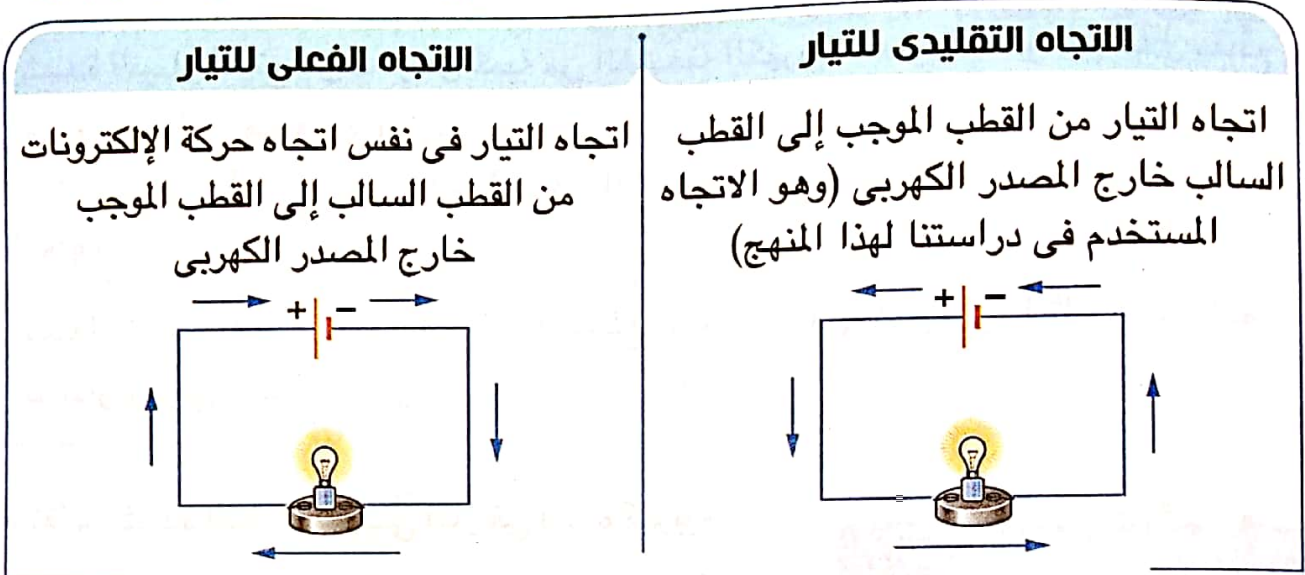 الاتجاه التقليدى للتيار
اتجاه التيار من القطب الموجب إلى القطب
السالب خارج المصدر الكهربى (وهو الاتجاه
المستخدم فى دراستنا لهذا المنهج)
+ −
الاتجاه الفعلى للتيار
اتجاه التيار فى نفس اتجاه حركة الإلكترونات
من القطب السالب إلى القطب الموجب
خارج المصدر الكهربى
+ −